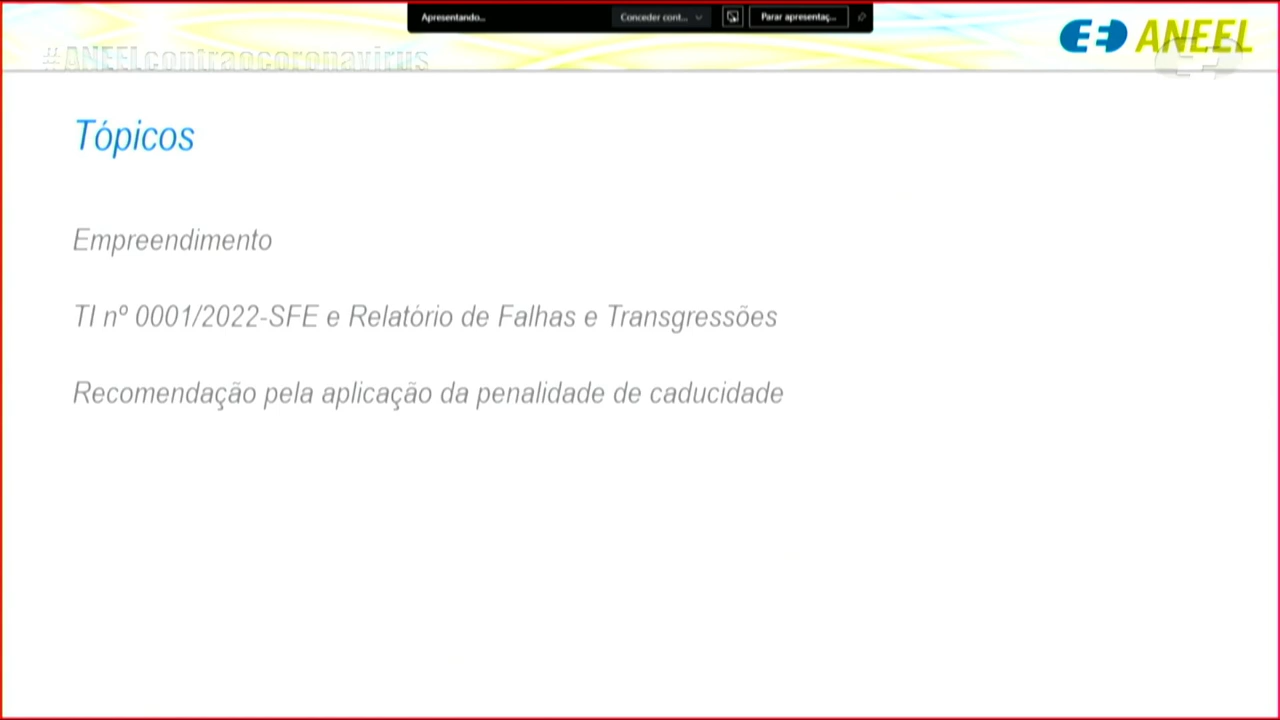 Apresentando...
Conceder cont...
Parar apresentaç...
#ANEELcontraocoronavirus
ANEEL
Tópicos
Empreendimento
TI nº 0001/2022-SFE e Relatório de Falhas e Transgressões
Recomendação pela aplicação da penalidade de caducidade